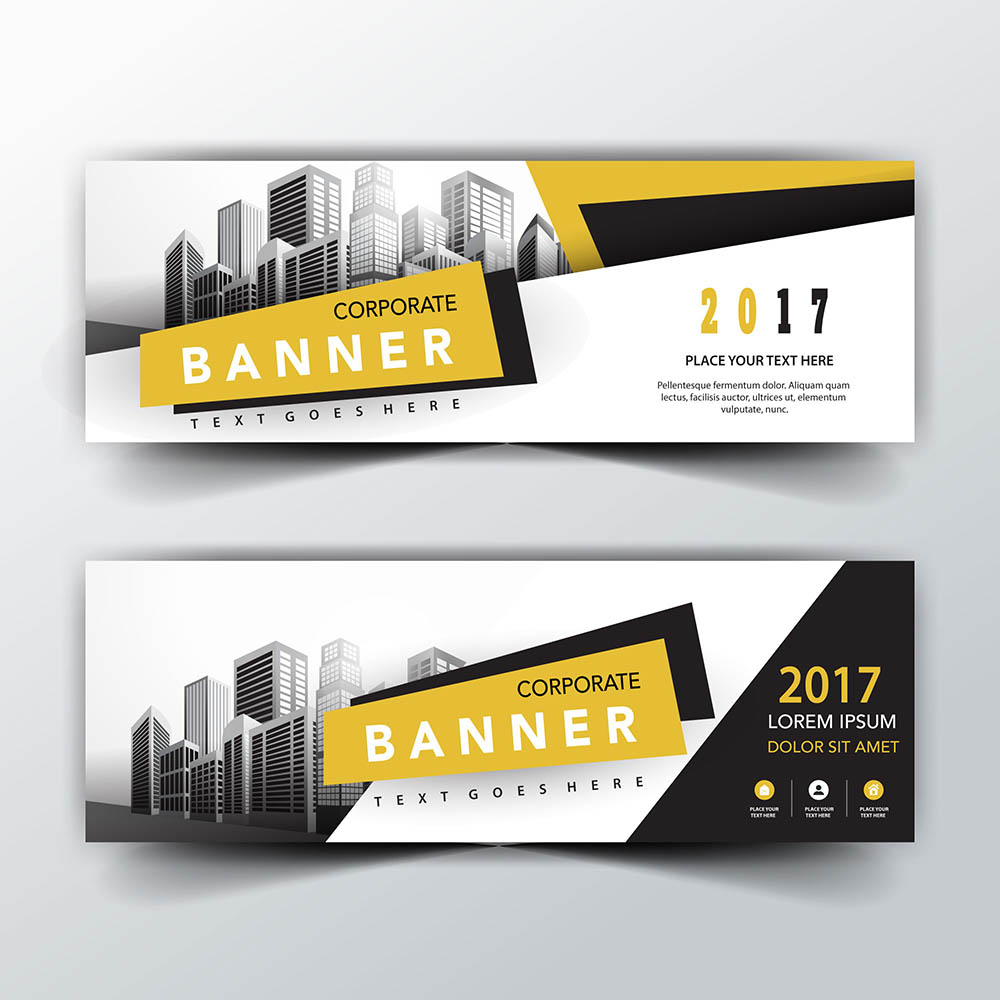 CORPORATE
BANNER
TEXT GOES HERE
2017
PLACE YOUR TEXT HERE
Pellentesque fermentum dolor. Aliquam quam
lectus, facilisis auctor, ultrices ut, elementum
vulputate, nunc.
CORPORATE
BANNER
TEXT GOES HERE
2017
LOREM IPSUM
DOLOR SIT AMET
PLACE YOUR
TEXT HERE
PLACE YOUR
TEXT HERE
PLACE YOUR
TEXT HERE